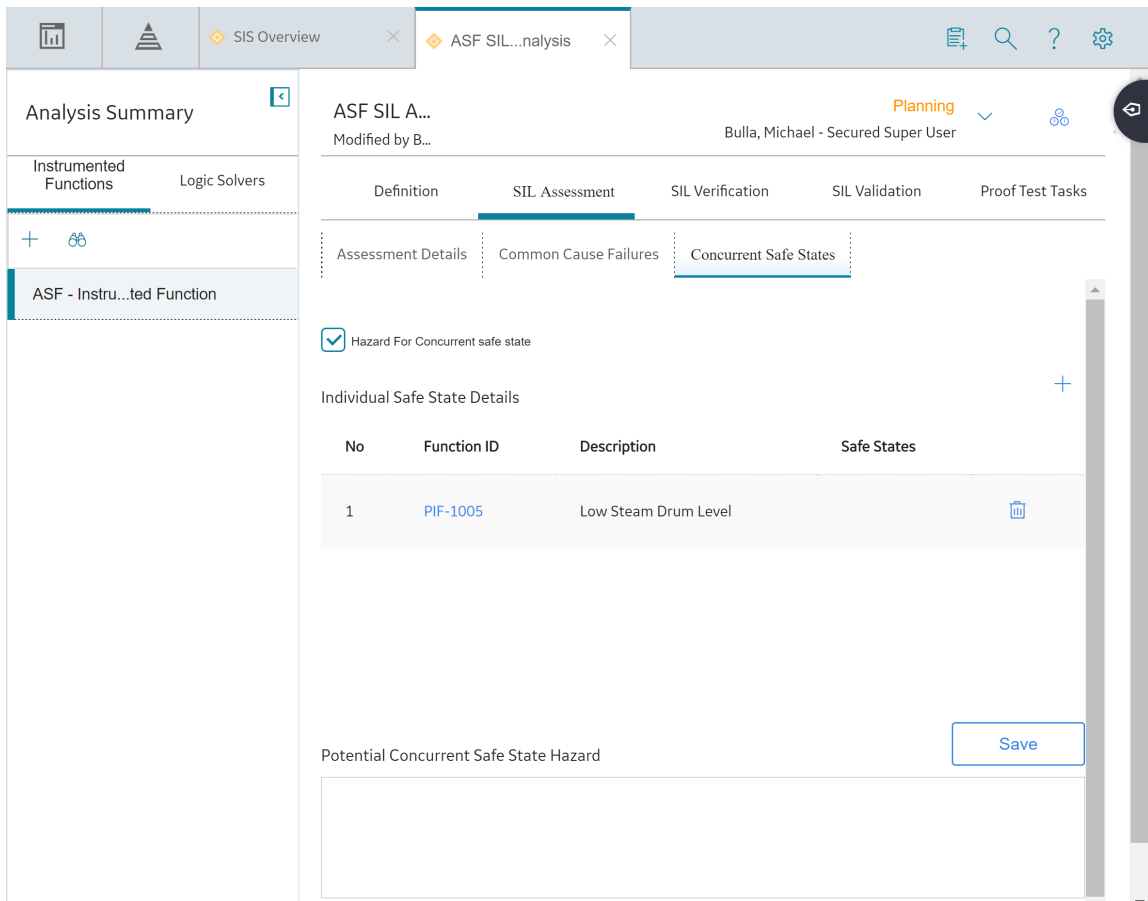 SIS Overview
ASF SIL...nalysis
?
Analysis Summary
Instrumented
Functions
Logic Solvers
ASF - Instru...ted Function
ASF SIL A...
Modified by B...
Planning
Bulla, Michael - Secured Super User
Definition
SIL Assessment
SIL Verification
SIL Validation
Proof Test Tasks
Assessment Details
Common Cause Failures
Concurrent Safe States
Hazard For Concurrent safe state
Individual Safe State Details
No Function ID Description Safe States
1 PIF-1005 Low Steam Drum Level
Save
Potential Concurrent Safe State Hazard